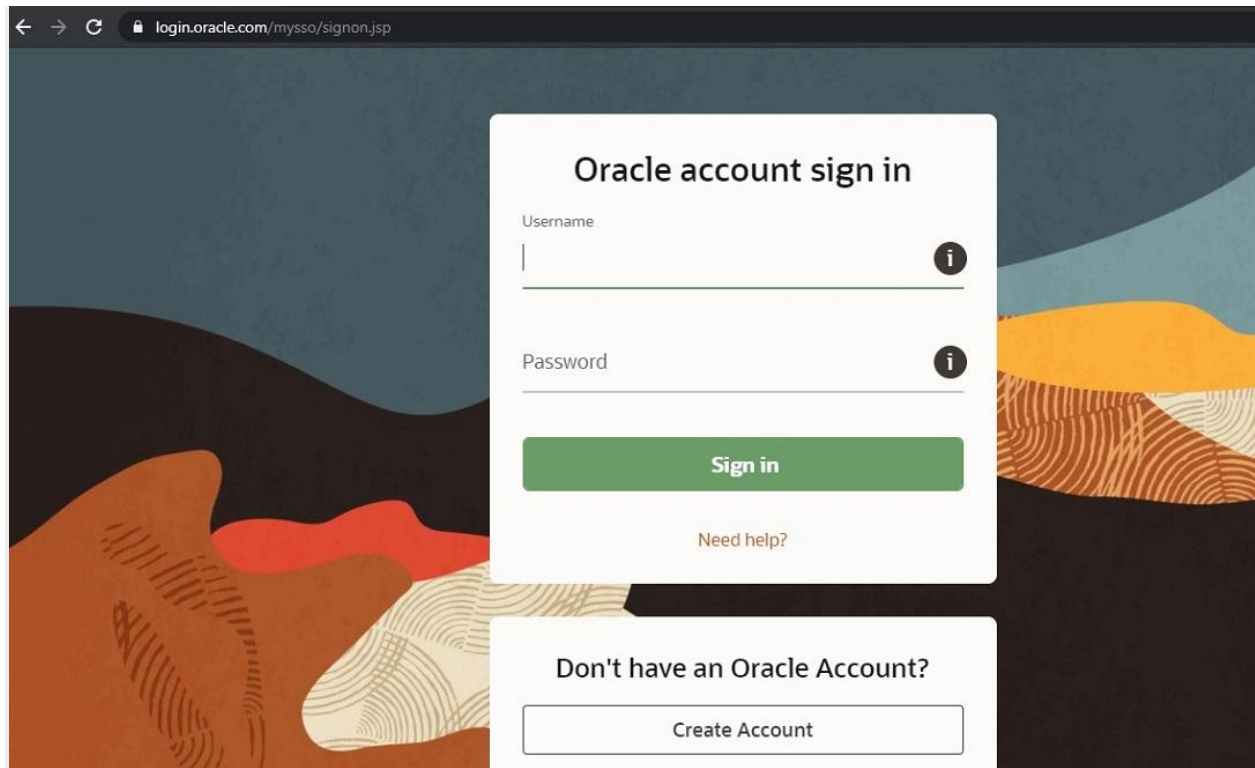 login.oracle.com/mysso/signon.jsp
Oracle account sign in
Username
i
Password
i
Sign in
Need help?
Don't have an Oracle Account?
Create Account